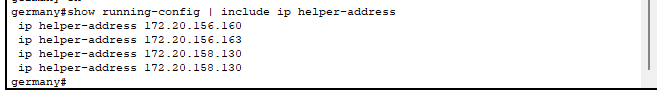 germany#show running-config | include ip helper-address
ip helper-address 172.20.156.160
ip helper-address 172.20.156.163
ip helper-address 172.20.158.130
ip helper-address 172.20.158.130
germany#